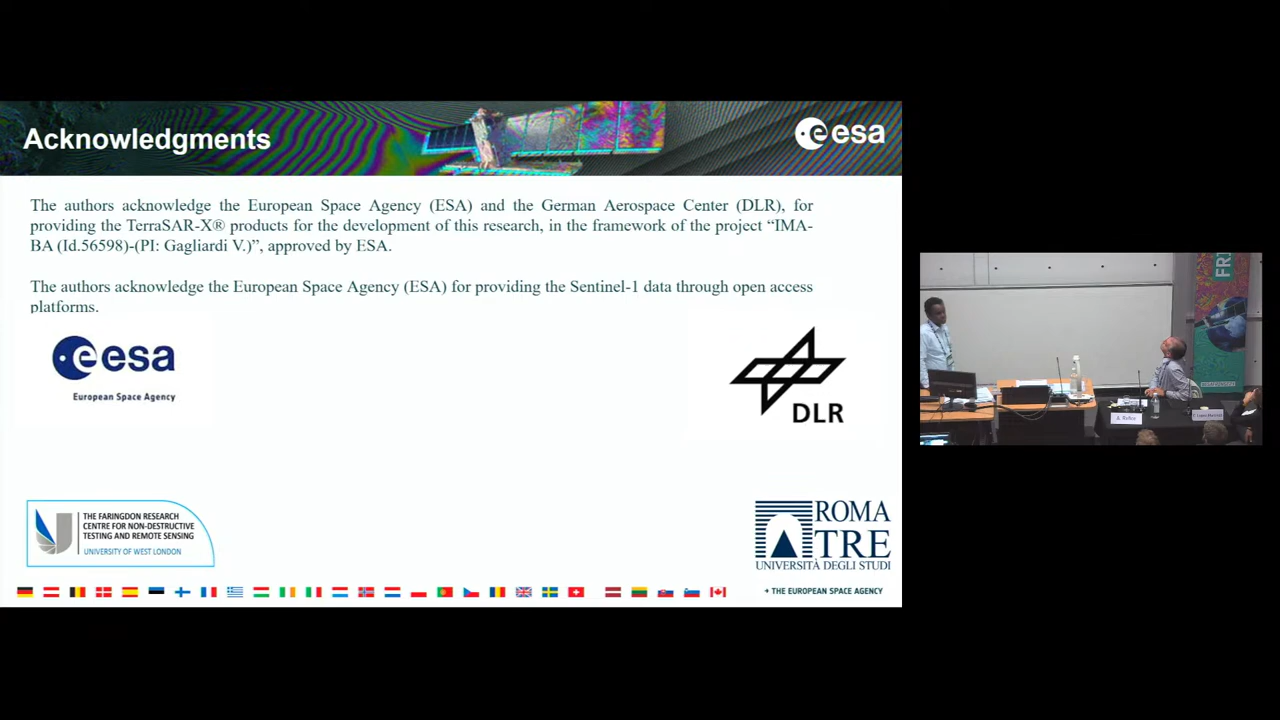 Acknowledgments
esa
The authors acknowledge the European Space Agency (ESA) and the German Aerospace Center (DLR), for
providing the TerraSAR-X® products for the development of this research, in the framework of the project “IMA-
BA (Id.56598)-(PI: Gagliardi V.)”, approved by ESA.
The authors acknowledge the European Space Agency (ESA) for providing the Sentinel-1 data through open access
platforms.
esa
European Space Agency
DLR
THE FARINGDON RESEARCH
CENTRE FOR NON-DESTRUCTIVE
TESTING AND REMOTE SENSING
UNIVERSITY OF WEST LONDON
ROMA
TRE
UNIVERSITÀ DEGLI STUDI
→ THE EUROPEAN SPACE AGENCY
FRI